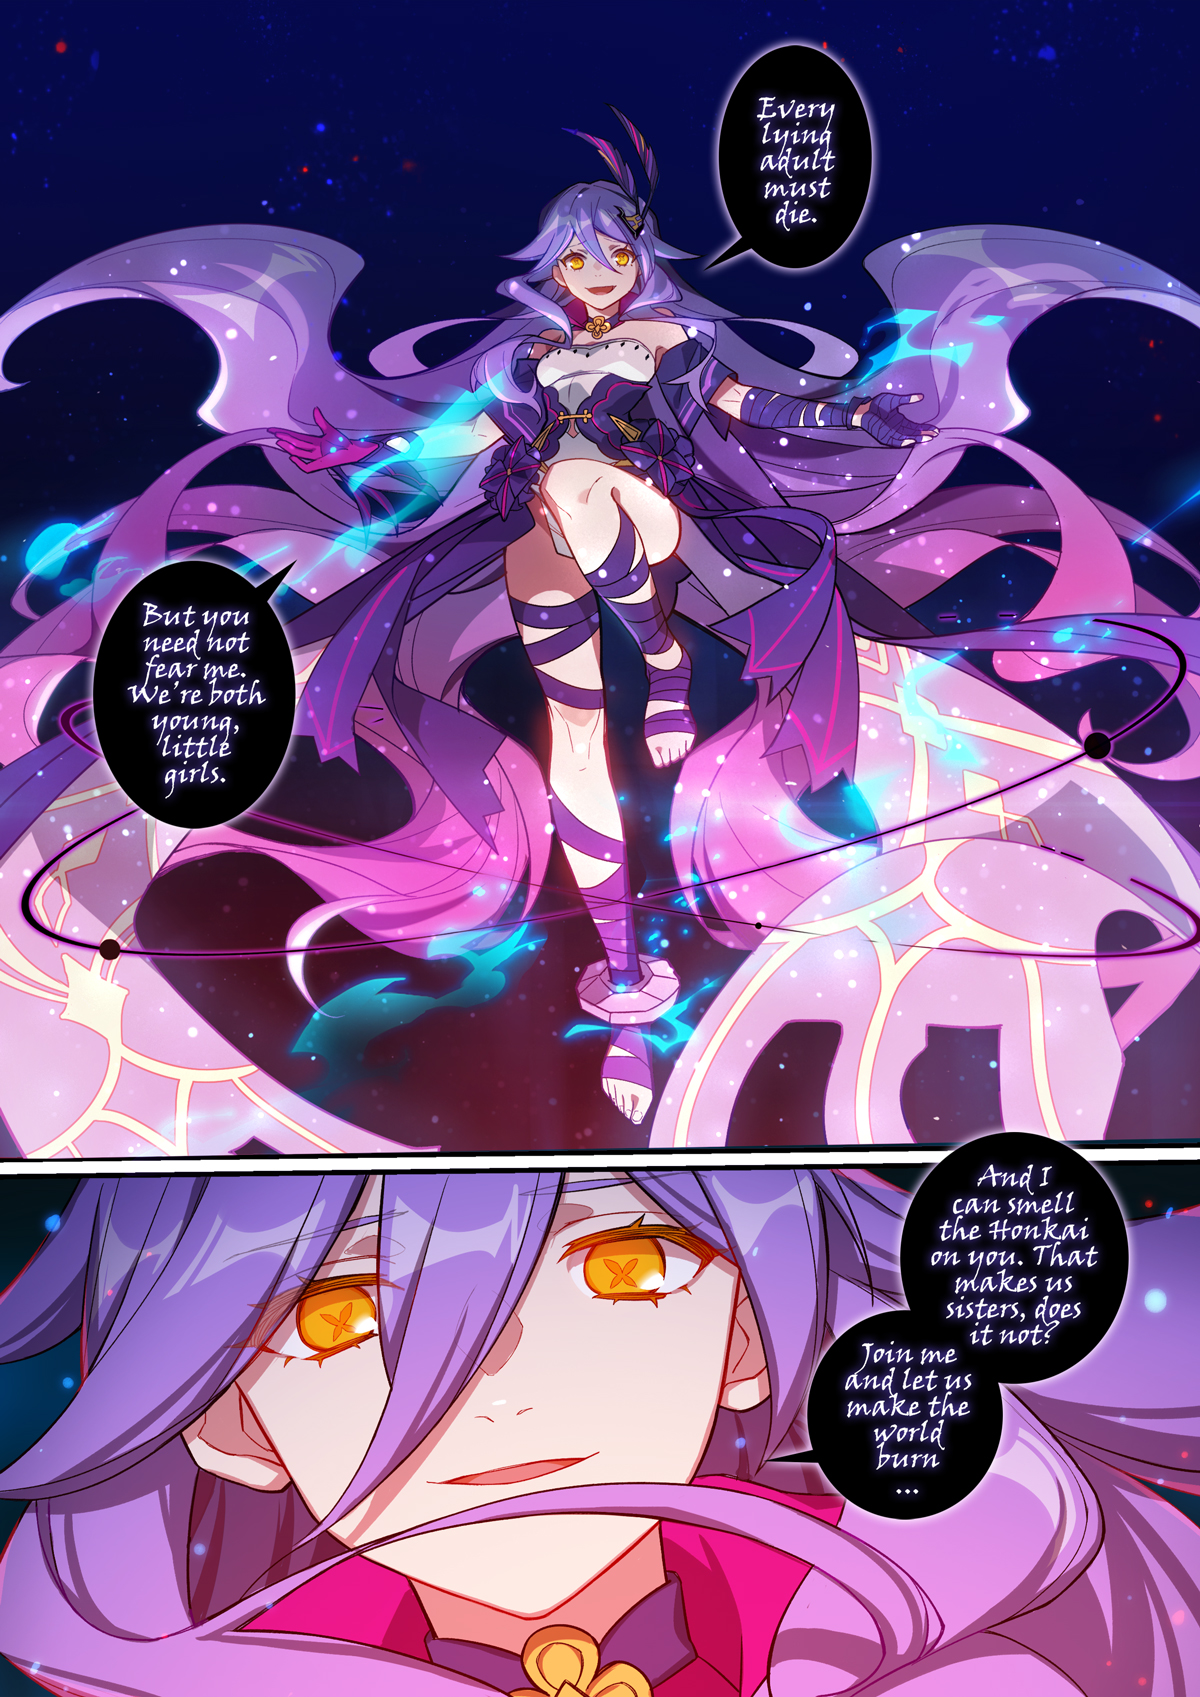 Every
lying
adult
must
die.
But you
need not
fear me.
We're both
young,
little
girls.
And I
can smell
the Honkai
on you. That
makes us
sisters, does
it not?
Join me
and let us
make the
world
burn
...